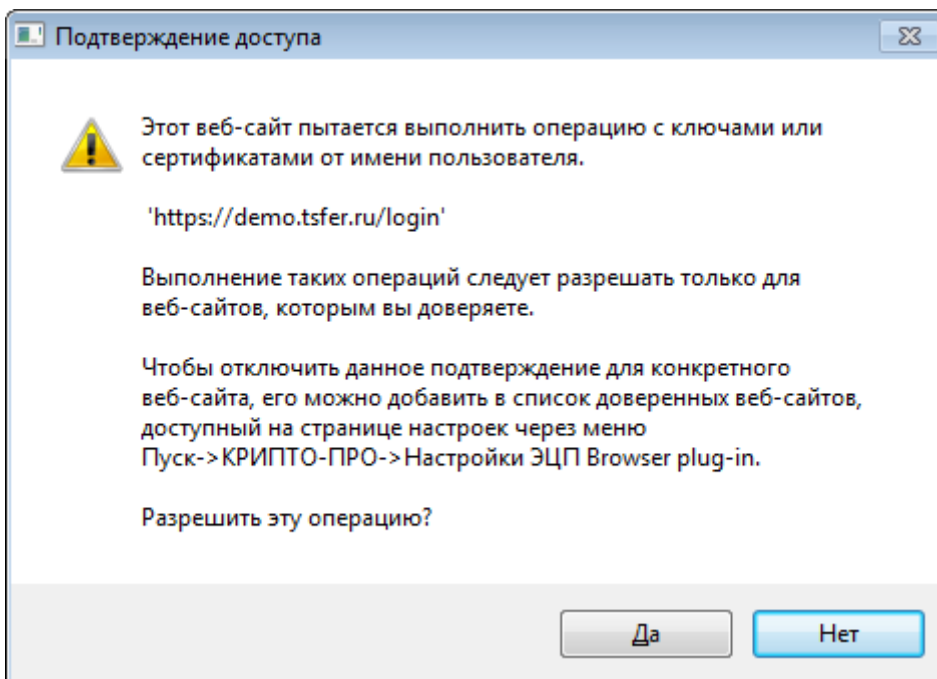 Подтверждение доступа
Этот веб-сайт пытается выполнить операцию с ключами или
сертификатами от имени пользователя.
'https://demo.tsfer.ru/login'
Выполнение таких операций следует разрешать только для
веб-сайтов, которым вы доверяете.
Чтобы отключить данное подтверждение для конкретного
веб-сайта, его можно добавить в список доверенных веб-сайтов,
доступный на странице настроек через меню
Пуск->КРИПТО-ПРО->Настройки ЭЦП Browser plug-in.
Разрешить эту операцию?
Да
Нет